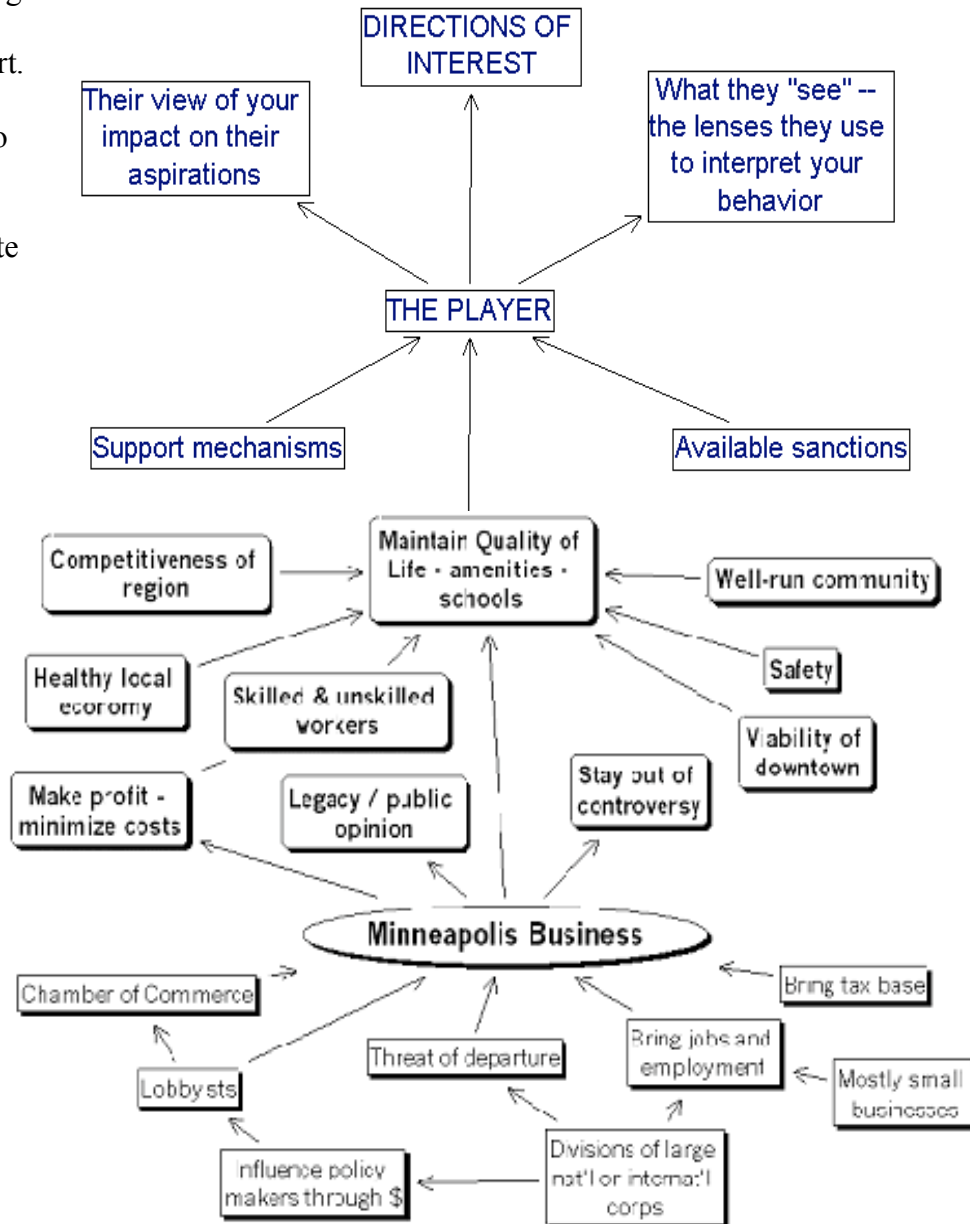 g
rt.
o
te
DIRECTIONS OF
INTEREST
Their view of your
impact on their
aspirations
What they "see" --
the lenses they use
to interpret your
behavior
THE PLAYER
Support mechanisms
Available sanctions
Maintain Quality of
Life - amenities -
schools
Competitiveness of
region
Well-run community
Healthy local
economy
Skilled & unskilled
workers
Safety
Viability of
downtown
Make profit -
minimize costs
Legacy / public
opinion
Stay out of
controversy
Minneapolis Business
Chamber of Commerce
Bring tax base
Threat of departure
Bring jobs and
employment
Lobbysts
Mostly small
businesses
Influence policy
makers through $
Divisions of large
nat'l or internat'l
corps